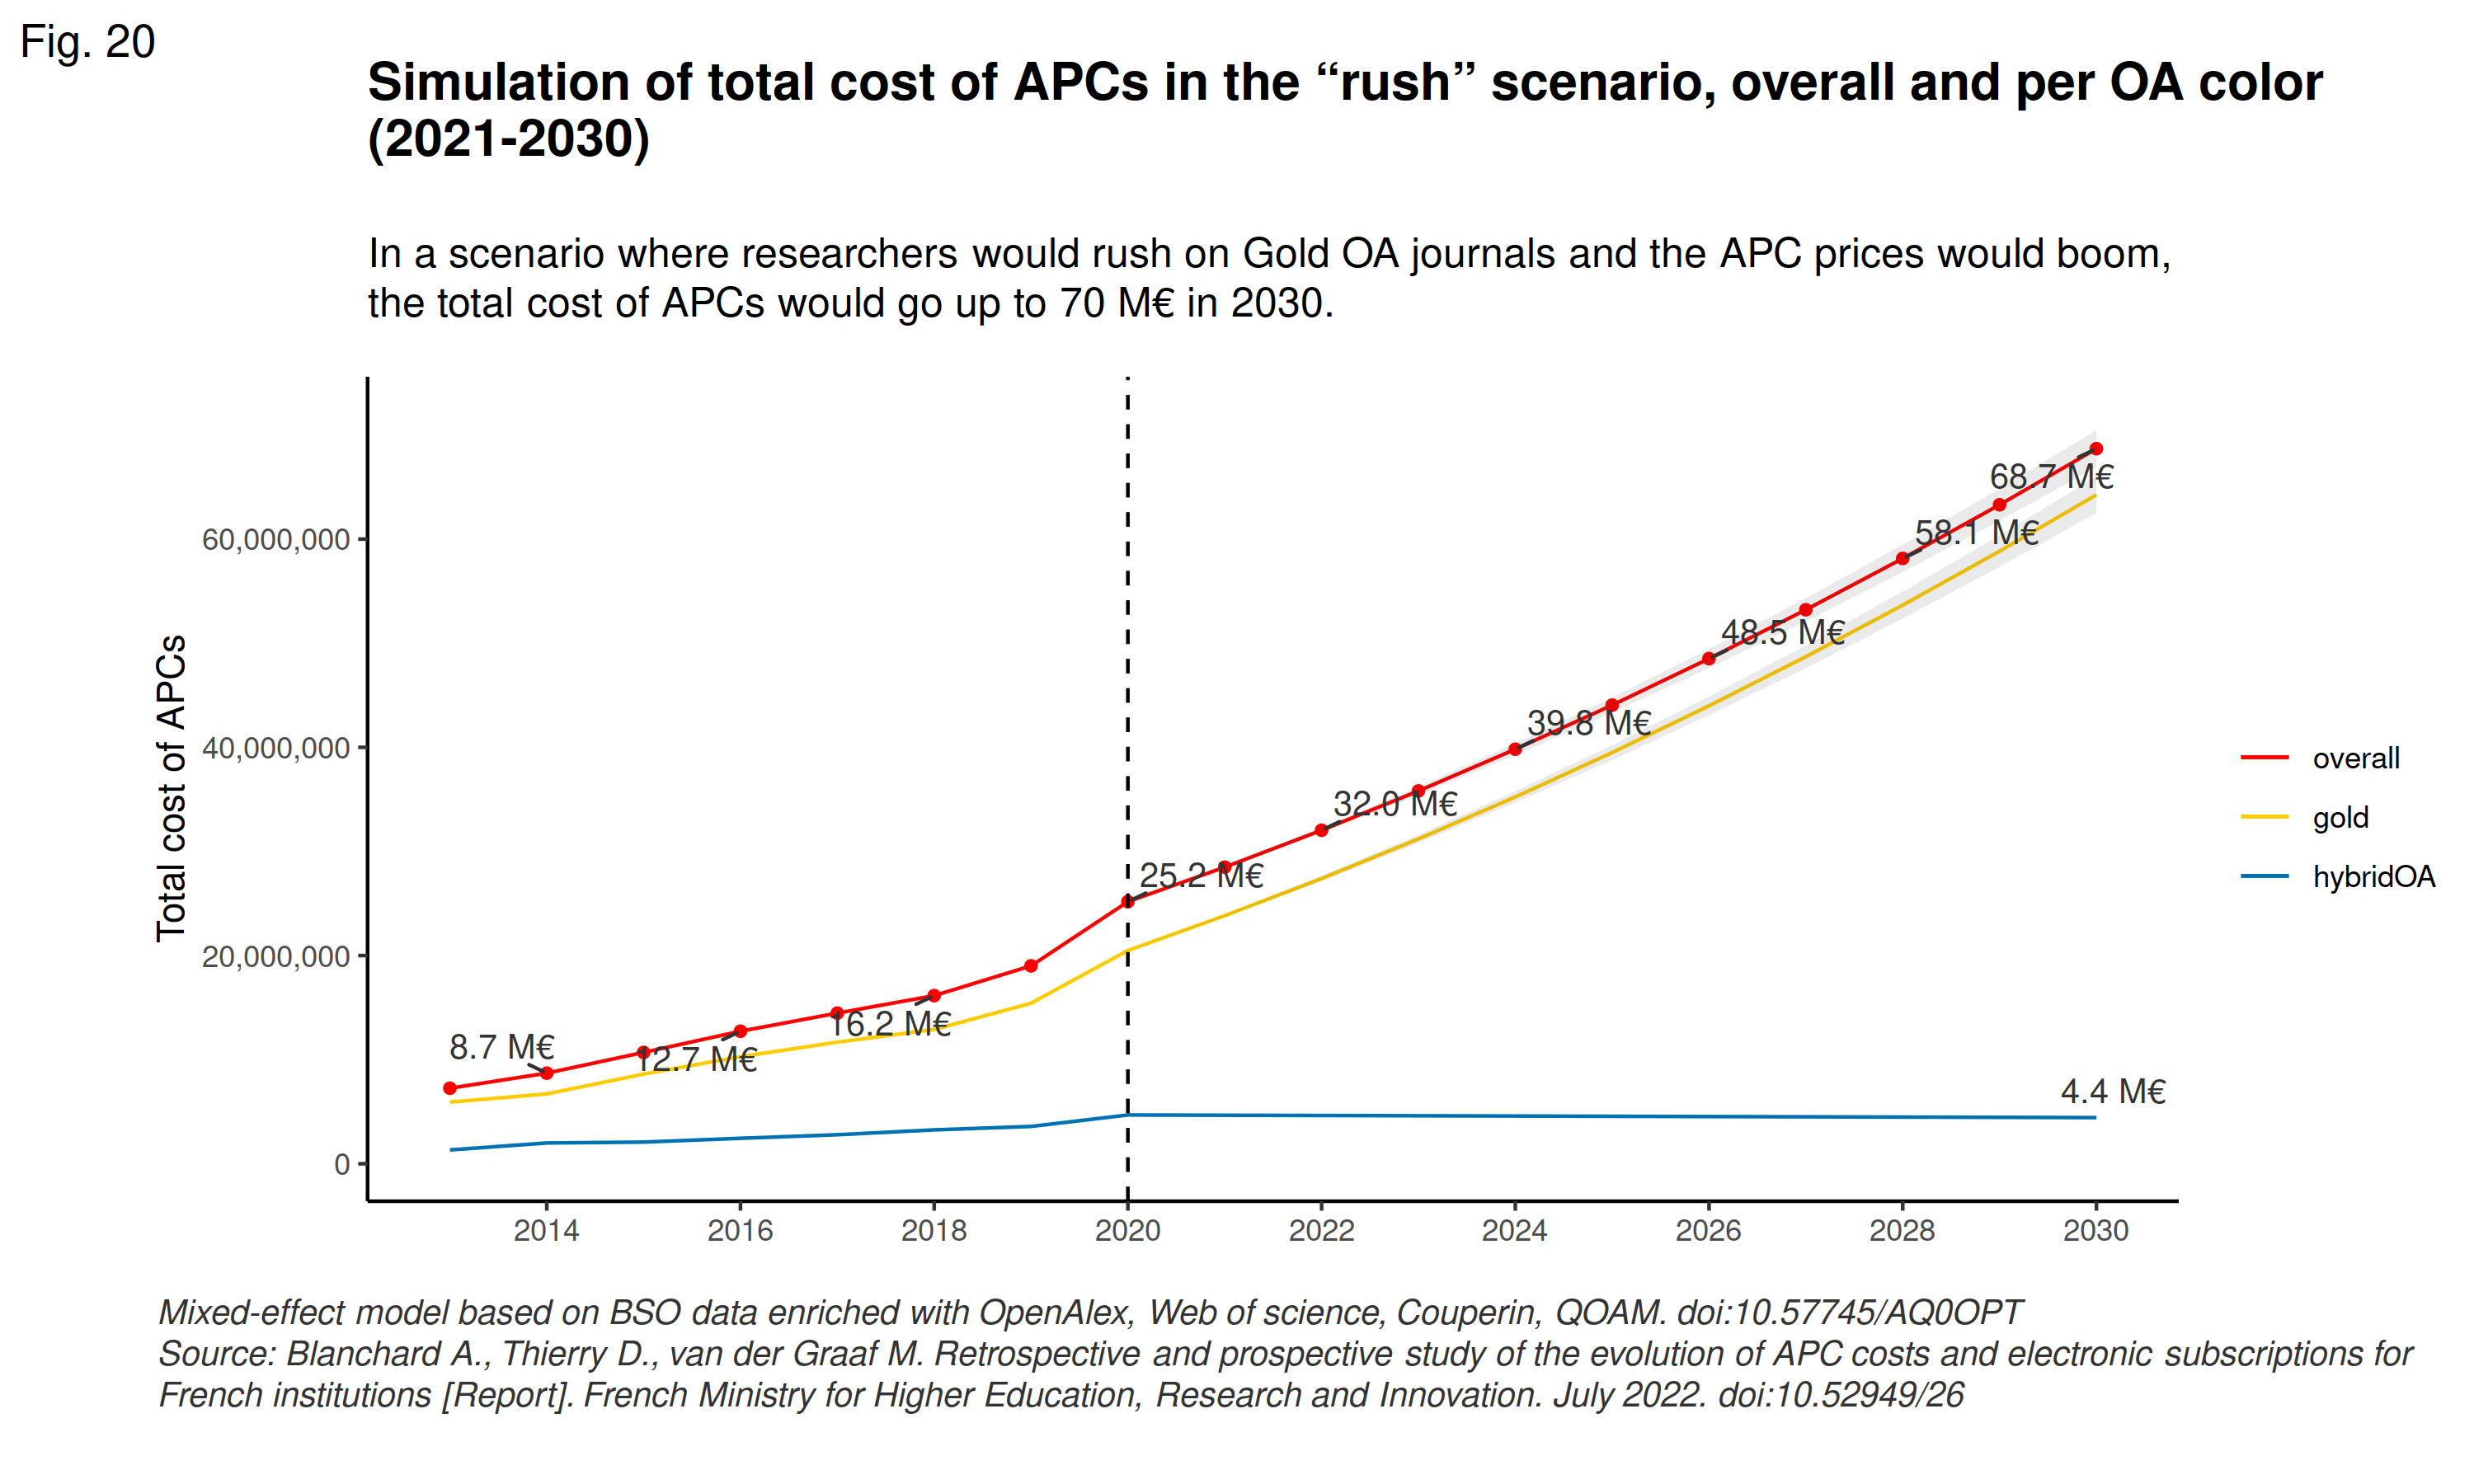 Fig. 20
Simulation of total cost of APCs in the “rush” scenario, overall and per OA color
(2021-2030)
In a scenario where researchers would rush on Gold OA journals and the APC prices would boom,
the total cost of APCs would go up to 70 M€ in 2030.
Total cost of APCs
60,000,000
40,000,000
20,000,000
0
8.7 M€
12.7 M€
16.2 M€
25.2 M€
32.0 M€
39.8 M€
48.5 M€
58.1 M€
68.7 M€
4.4 M€
2014 2016 2018 2020 2022 2024 2026 2028 2030
overall
gold
hybridOA
Mixed-effect model based on BSO data enriched with OpenAlex, Web of science, Couperin, QOAM. doi:10.57745/AQ0OPT
Source: Blanchard A., Thierry D., van der Graaf M. Retrospective and prospective study of the evolution of APC costs and electronic subscriptions for
French institutions [Report]. French Ministry for Higher Education, Research and Innovation. July 2022. doi:10.52949/26